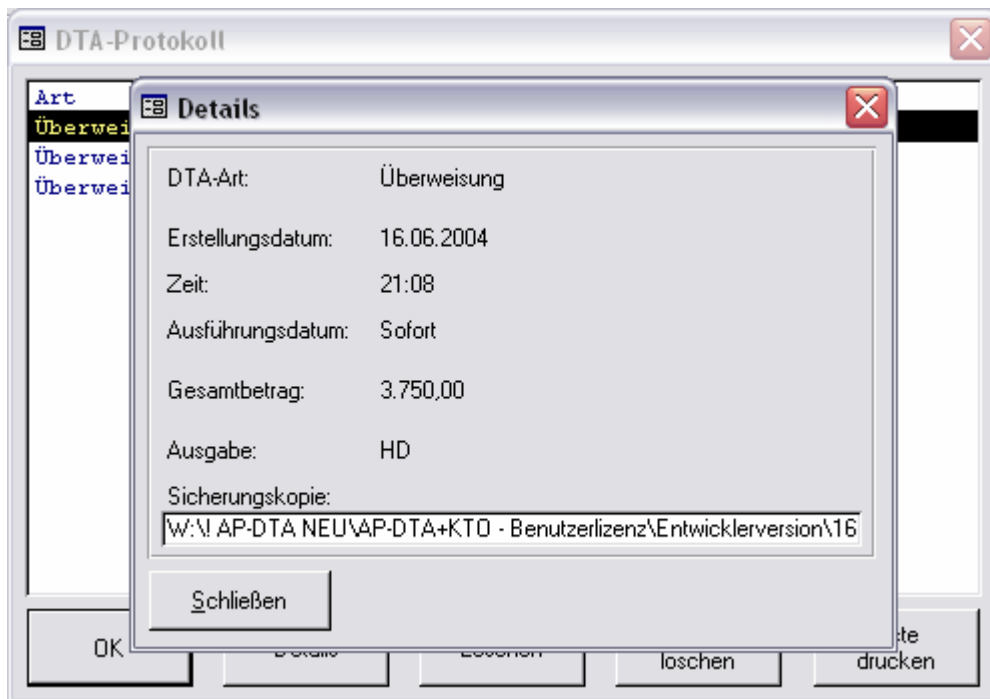 DTA-Protokoll
Art
Überwei
Überwei
Überwei
Details
DTA-Art: Überweisung
Erstellungsdatum: 16.06.2004
Zeit: 21:08
Ausführungsdatum: Sofort
Gesamtbetrag: 3.750,00
Ausgabe: HD
Sicherungskopie:
W:\! AP-DTA NEU\AP-DTA+KTO - Benutzerlizenz\Entwicklerversion\16
Schließen
OK
löschen
drucken